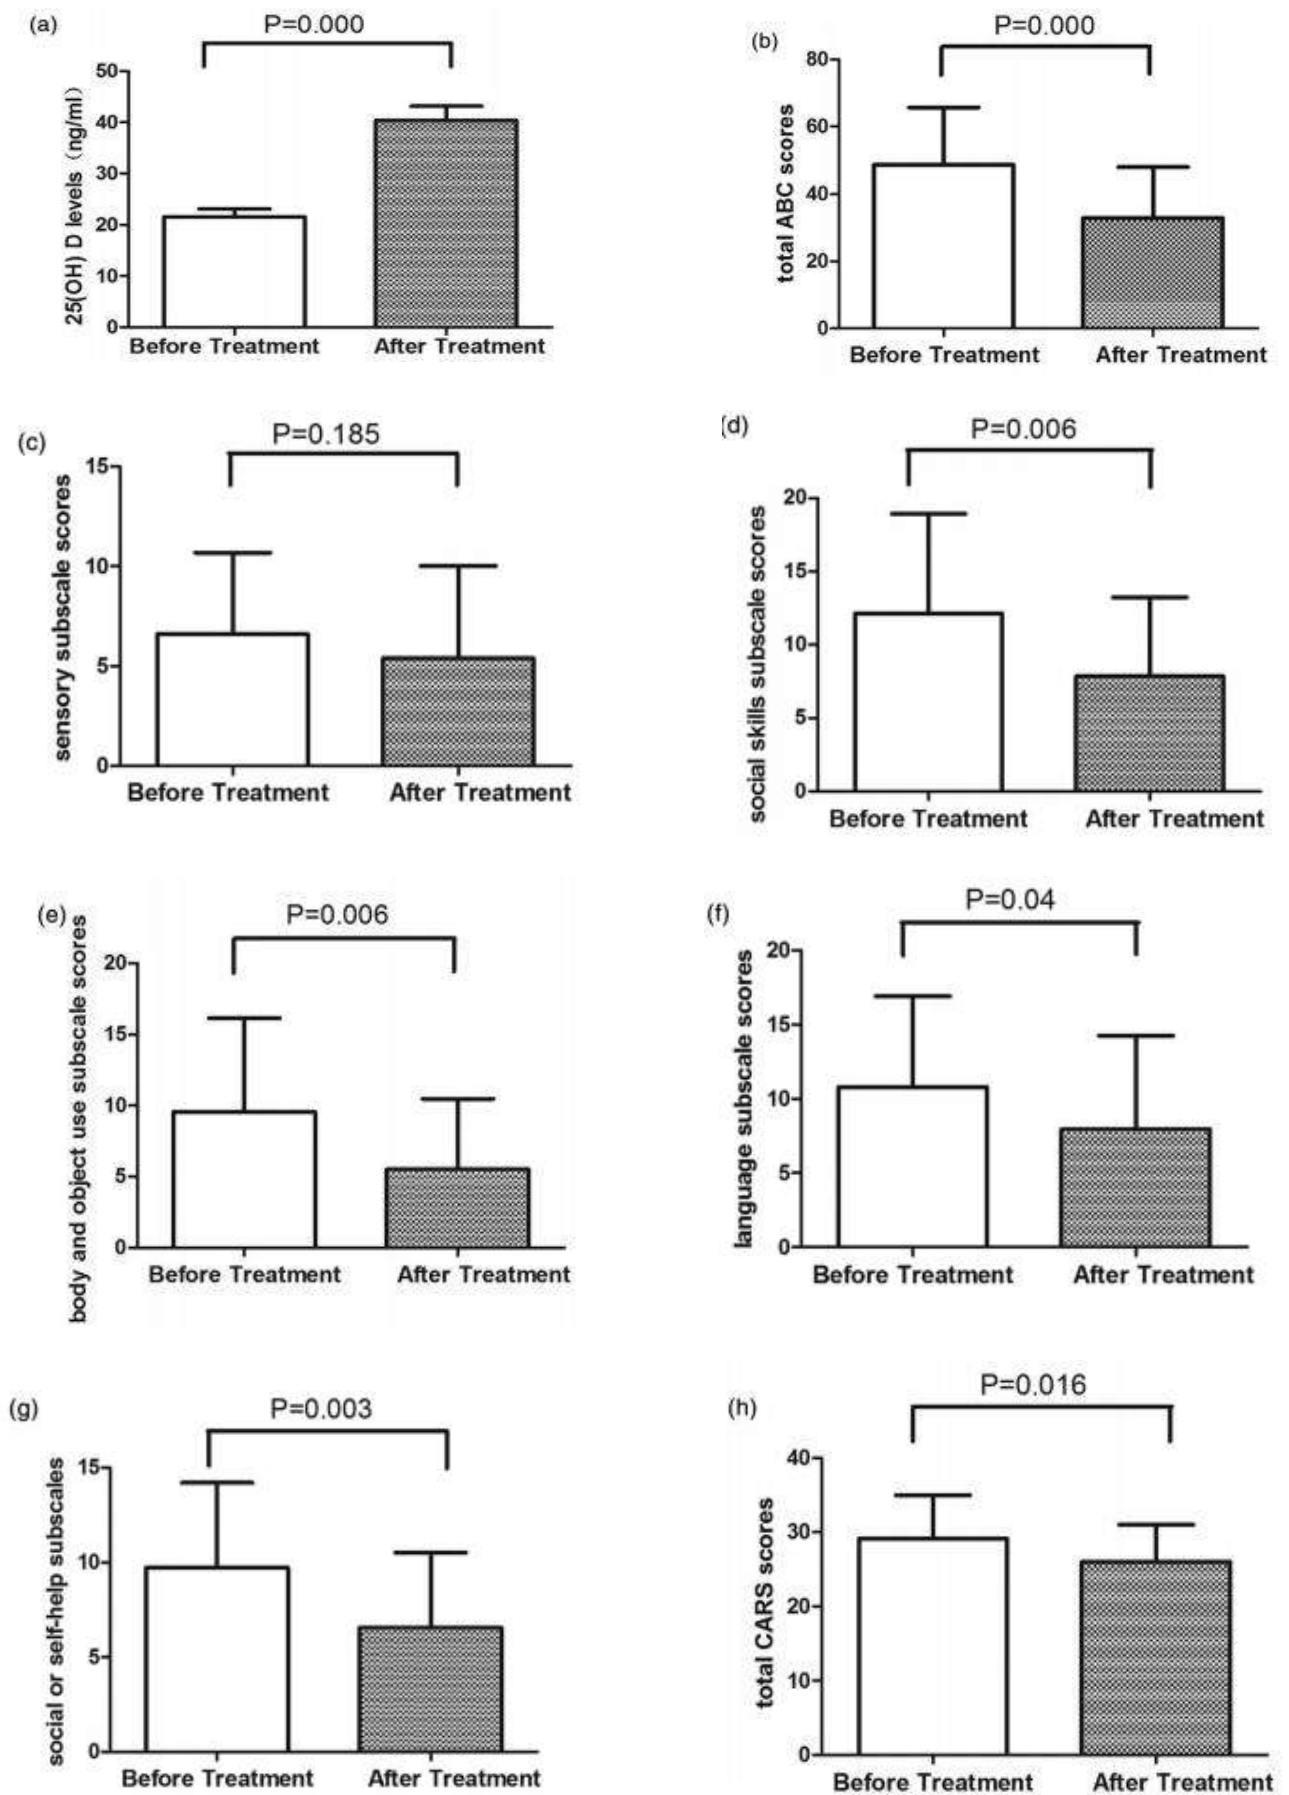 (a)
P=0.000
25(OH) D levels (ng/ml)
50
40
30
20
10
0
Before Treatment After Treatment
(b)
P=0.000
total ABC scores
80
60
40
20
0
Before Treatment After Treatment
(c)
P=0.185
sensory subscale scores
15
10
5
0
Before Treatment After Treatment
(d)
P=0.006
social skills subscale scores
20
15
10
5
0
Before Treatment After Treatment
(e)
P=0.006
body and object use subscale scores
20
15
10
5
0
Before Treatment After Treatment
(f)
P=0.04
language subscale scores
20
15
10
5
0
Before Treatment After Treatment
(g)
P=0.003
social or self-help subscales
15
10
5
0
Before Treatment After Treatment
(h)
P=0.016
total CARS scores
40
30
20
10
0
Before Treatment After Treatment